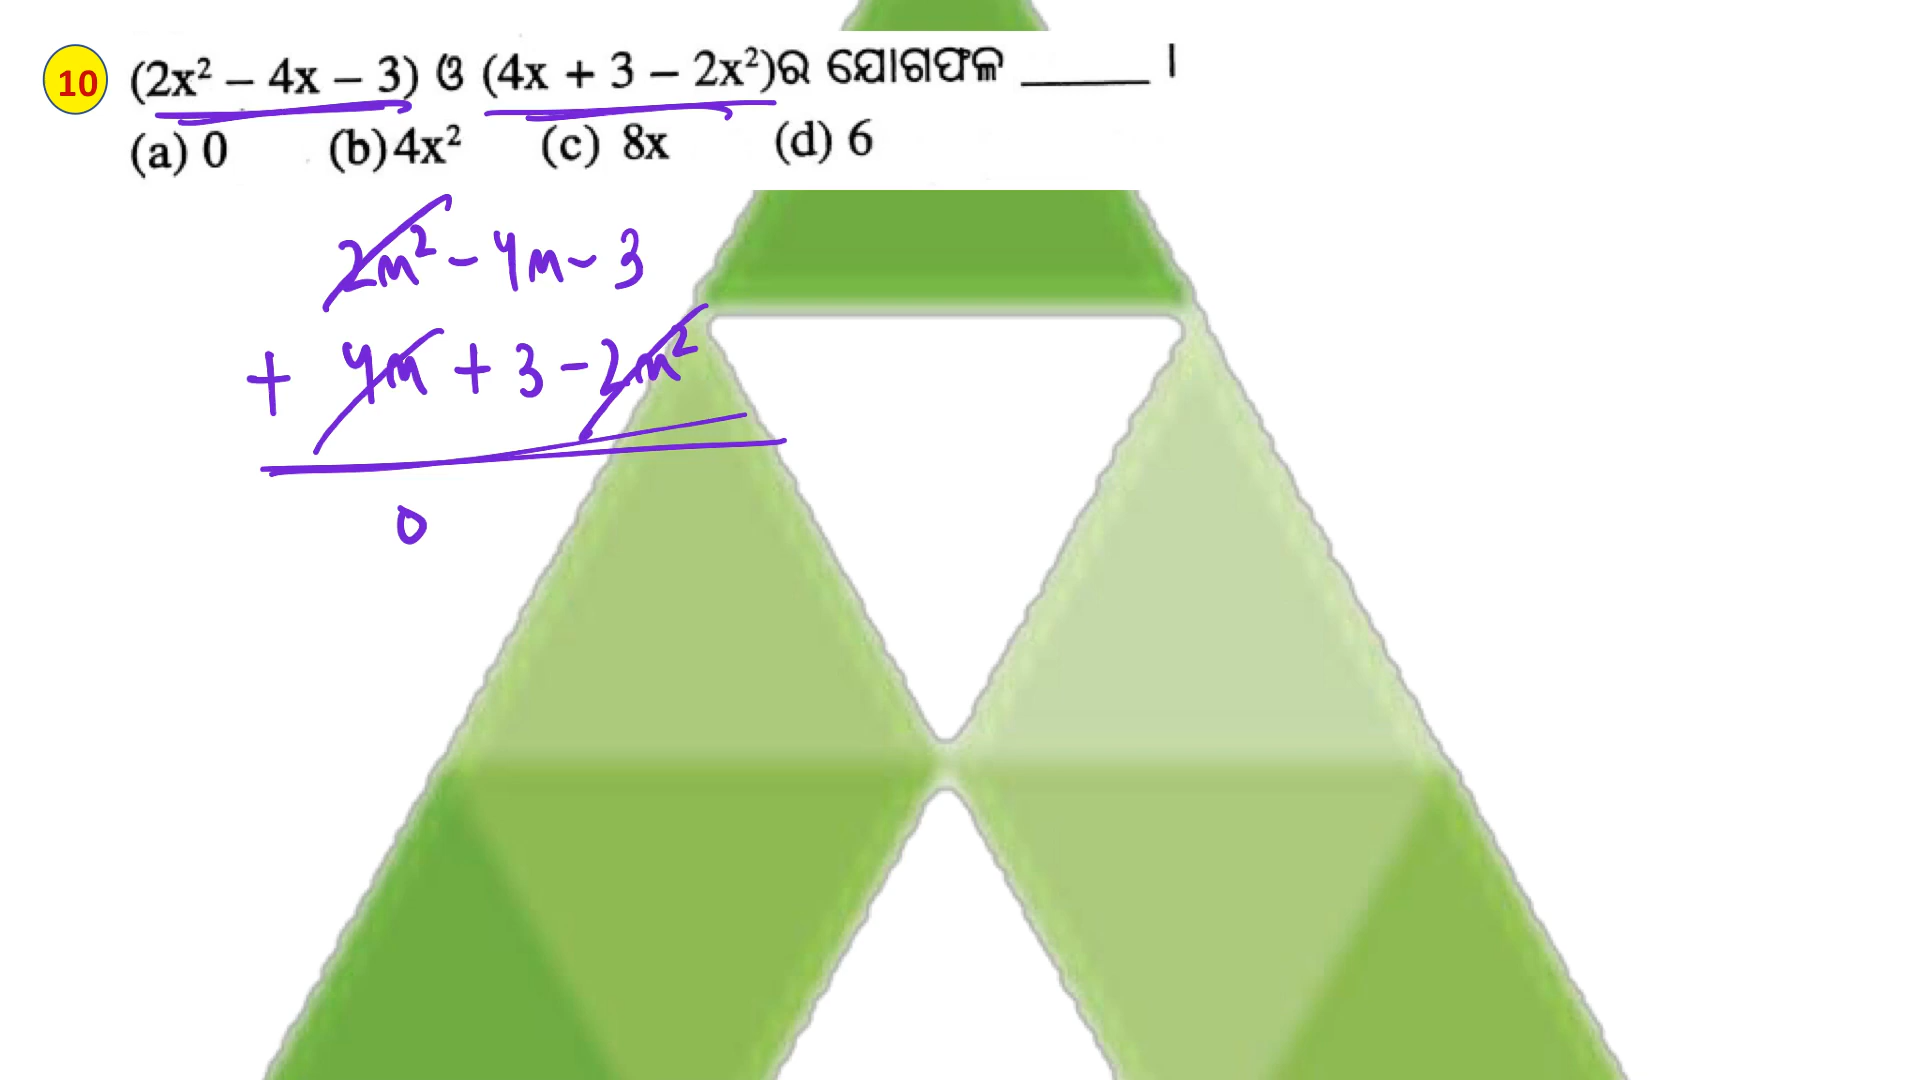 10 (2x² – 4x – 3) ଓ (4x + 3 – 2x²)ର ଯୋଗଫଳ _____ ।
(a) 0 (b) 4x² (c) 8x (d) 6
2m² - 4m - 3
+ 4m + 3 - 2m²
0